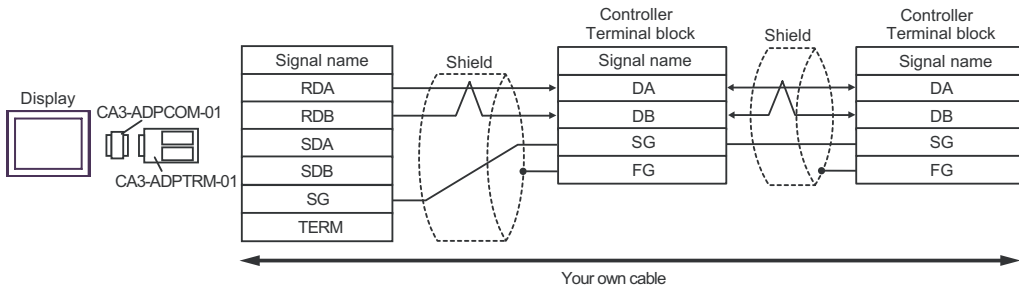 Display
CA3-ADPCOM-01
CA3-ADPTRM-01
Signal name
RDA
RDB
SDA
SDB
SG
TERM
Shield
Controller
Terminal block
Signal name
DA
DB
SG
FG
Shield
Controller
Terminal block
Signal name
DA
DB
SG
FG
Your own cable